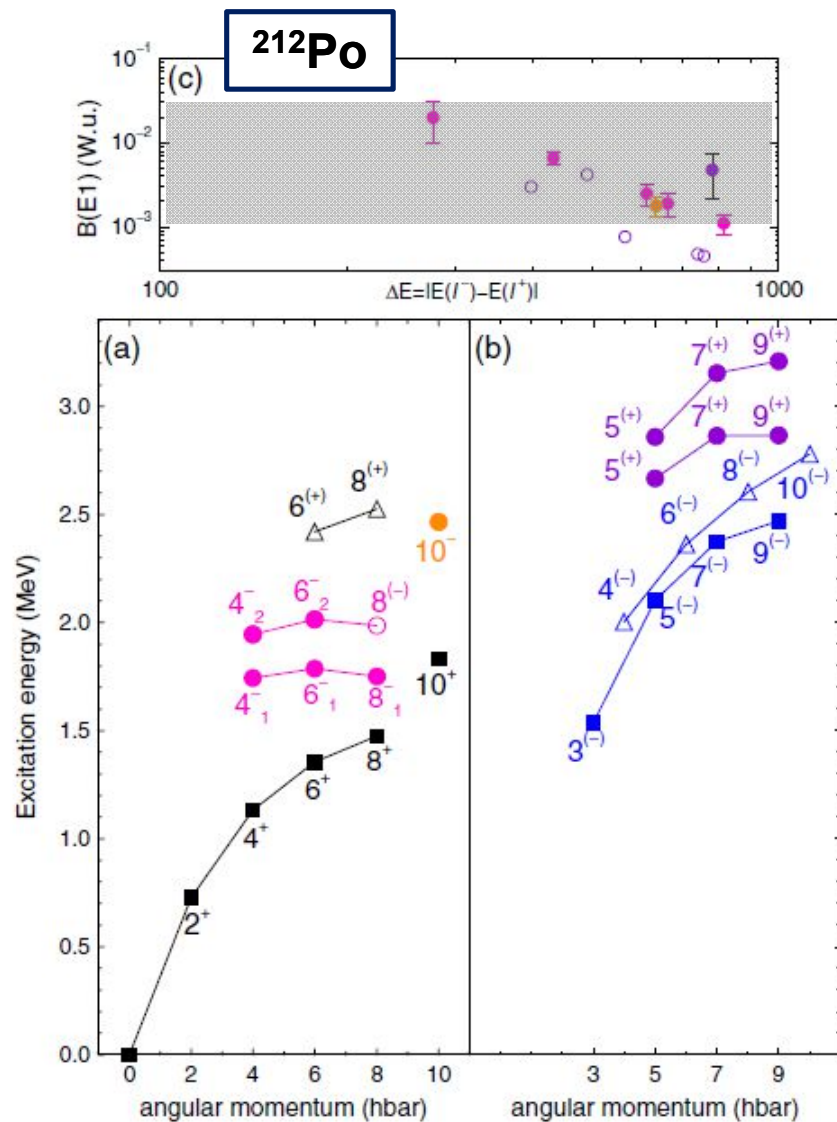 ²¹²Po
(c)
B(E1) (W.u.)
10⁻¹
10⁻²
10⁻³
100 ΔE=|E(I⁻)−E(I⁺)| 1000
(a)
Excitation energy (MeV)
3.0
2.5
2.0
1.5
1.0
0.5
0.0
6⁽⁺⁾ 8⁽⁺⁾
10⁻
4⁻₂ 6⁻₂ 8⁽⁻⁾
4⁻₁ 6⁻₁ 8⁻₁
10⁺
8⁺
6⁺
4⁺
2⁺
0 2 4 6 8 10
angular momentum (hbar)
(b)
7⁽⁺⁾ 9⁽⁺⁾
5⁽⁺⁾ 7⁽⁺⁾ 9⁽⁺⁾
5⁽⁺⁾
8⁽⁻⁾
6⁽⁻⁾ 10⁽⁻⁾
4⁽⁻⁾ 7⁽⁻⁾ 9⁽⁻⁾
5⁽⁻⁾
3⁽⁻⁾
3 5 7 9
angular momentum (hbar)